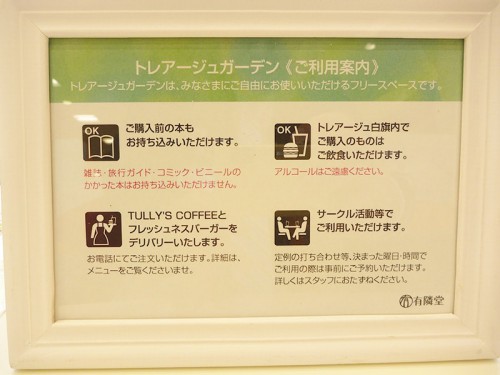 トレアージュガーデン《ご利用案内》
トレアージュガーデンは、みなさまにご自由にお使いいただけるフリースペースです。
OK
ご購入前の本も
お持ち込みいただけます。
雑誌・旅行ガイド・コミック・ビニールの
かかった本はお持ち込みいただけません。
OK
トレアージュ白旗内で
ご購入のものは
ご飲食いただけます。
アルコールはご遠慮ください。
TULLY'S COFFEEと
フレッシュネスバーガーを
デリバリーいたします。
お電話にてご注文いただけます。詳細は、
メニューをご覧くださいませ。
サークル活動等で
ご利用いただけます。
定例の打ち合わせ等、決まった曜日・時間で
ご利用の際は事前にご予約いただけます。
詳しくはスタッフにおたずねください。
有隣堂